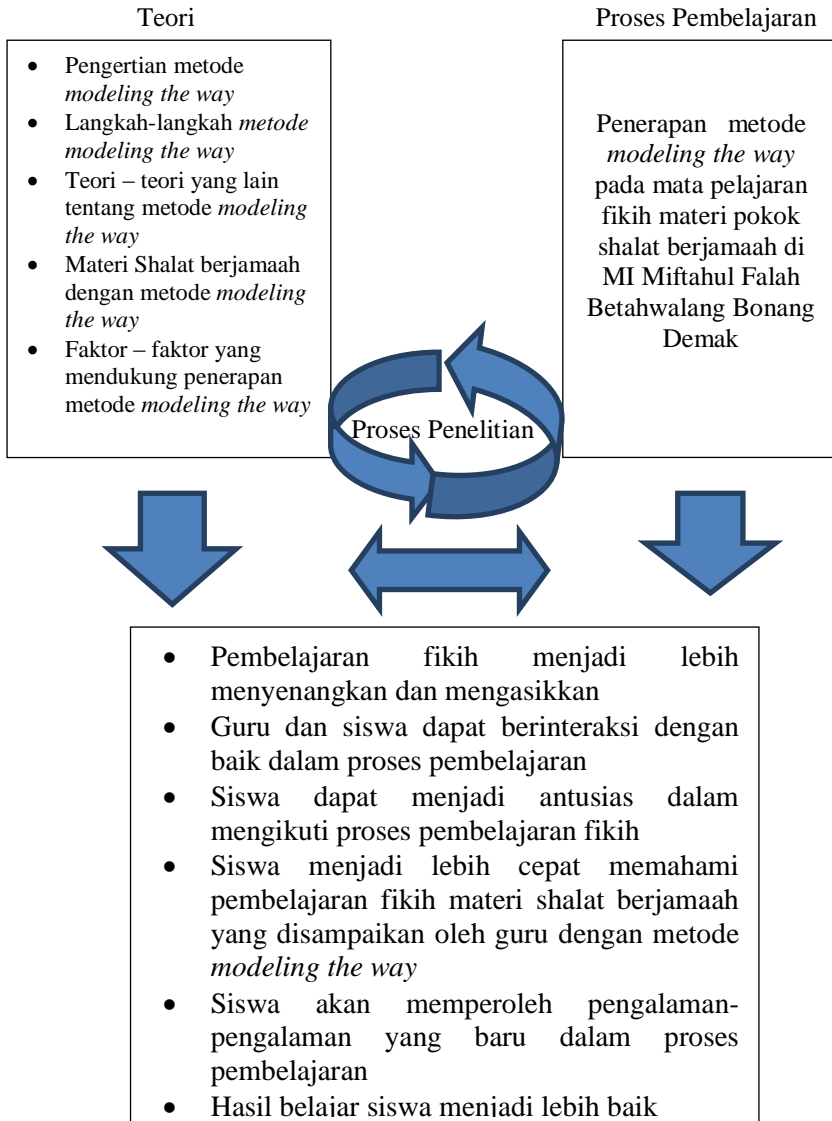 Teori
Proses Pembelajaran
• Pengertian metode
modeling the way
• Langkah-langkah metode
modeling the way
• Teori – teori yang lain
tentang metode modeling
the way
• Materi Shalat berjamaah
dengan metode modeling
the way
• Faktor – faktor yang
mendukung penerapan
metode modeling the way
Penerapan metode
modeling the way
pada mata pelajaran
fikih materi pokok
shalat berjamaah di
MI Miftahul Falah
Betahwalang Bonang
Demak
Proses Penelitian
• Pembelajaran fikih menjadi lebih
menyenangkan dan mengasikkan
• Guru dan siswa dapat berinteraksi dengan
baik dalam proses pembelajaran
• Siswa dapat menjadi antusias dalam
mengikuti proses pembelajaran fikih
• Siswa menjadi lebih cepat memahami
pembelajaran fikih materi shalat berjamaah
yang disampaikan oleh guru dengan metode
modeling the way
• Siswa akan memperoleh pengalaman-
pengalaman yang baru dalam proses
pembelajaran
• Hasil belajar siswa menjadi lebih baik